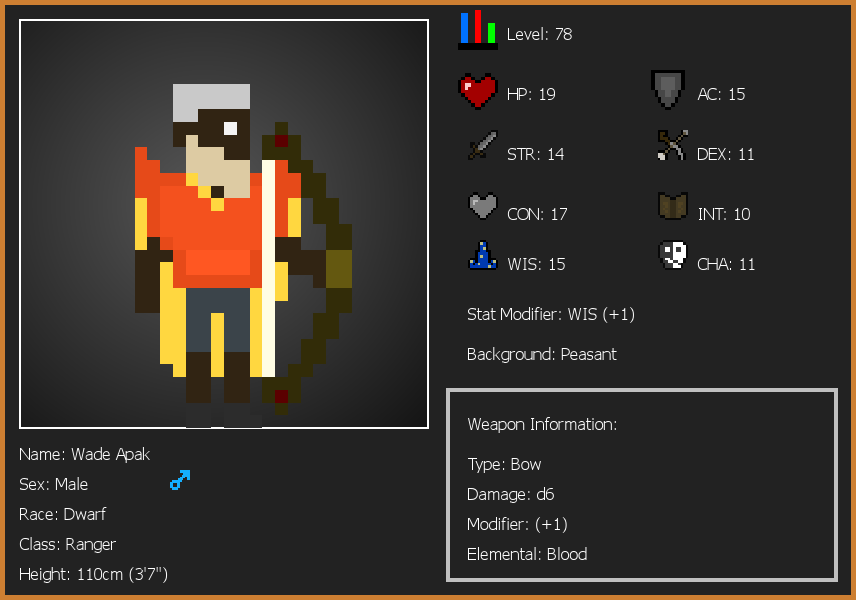 Level: 78
HP: 19
AC: 15
STR: 14
DEX: 11
CON: 17
INT: 10
WIS: 15
CHA: 11
Stat Modifier: WIS (+1)
Background: Peasant
Weapon Information:
Type: Bow
Damage: d6
Modifier: (+1)
Elemental: Blood
Name: Wade Apak
Sex: Male
Race: Dwarf
Class: Ranger
Height: 110cm (3'7")